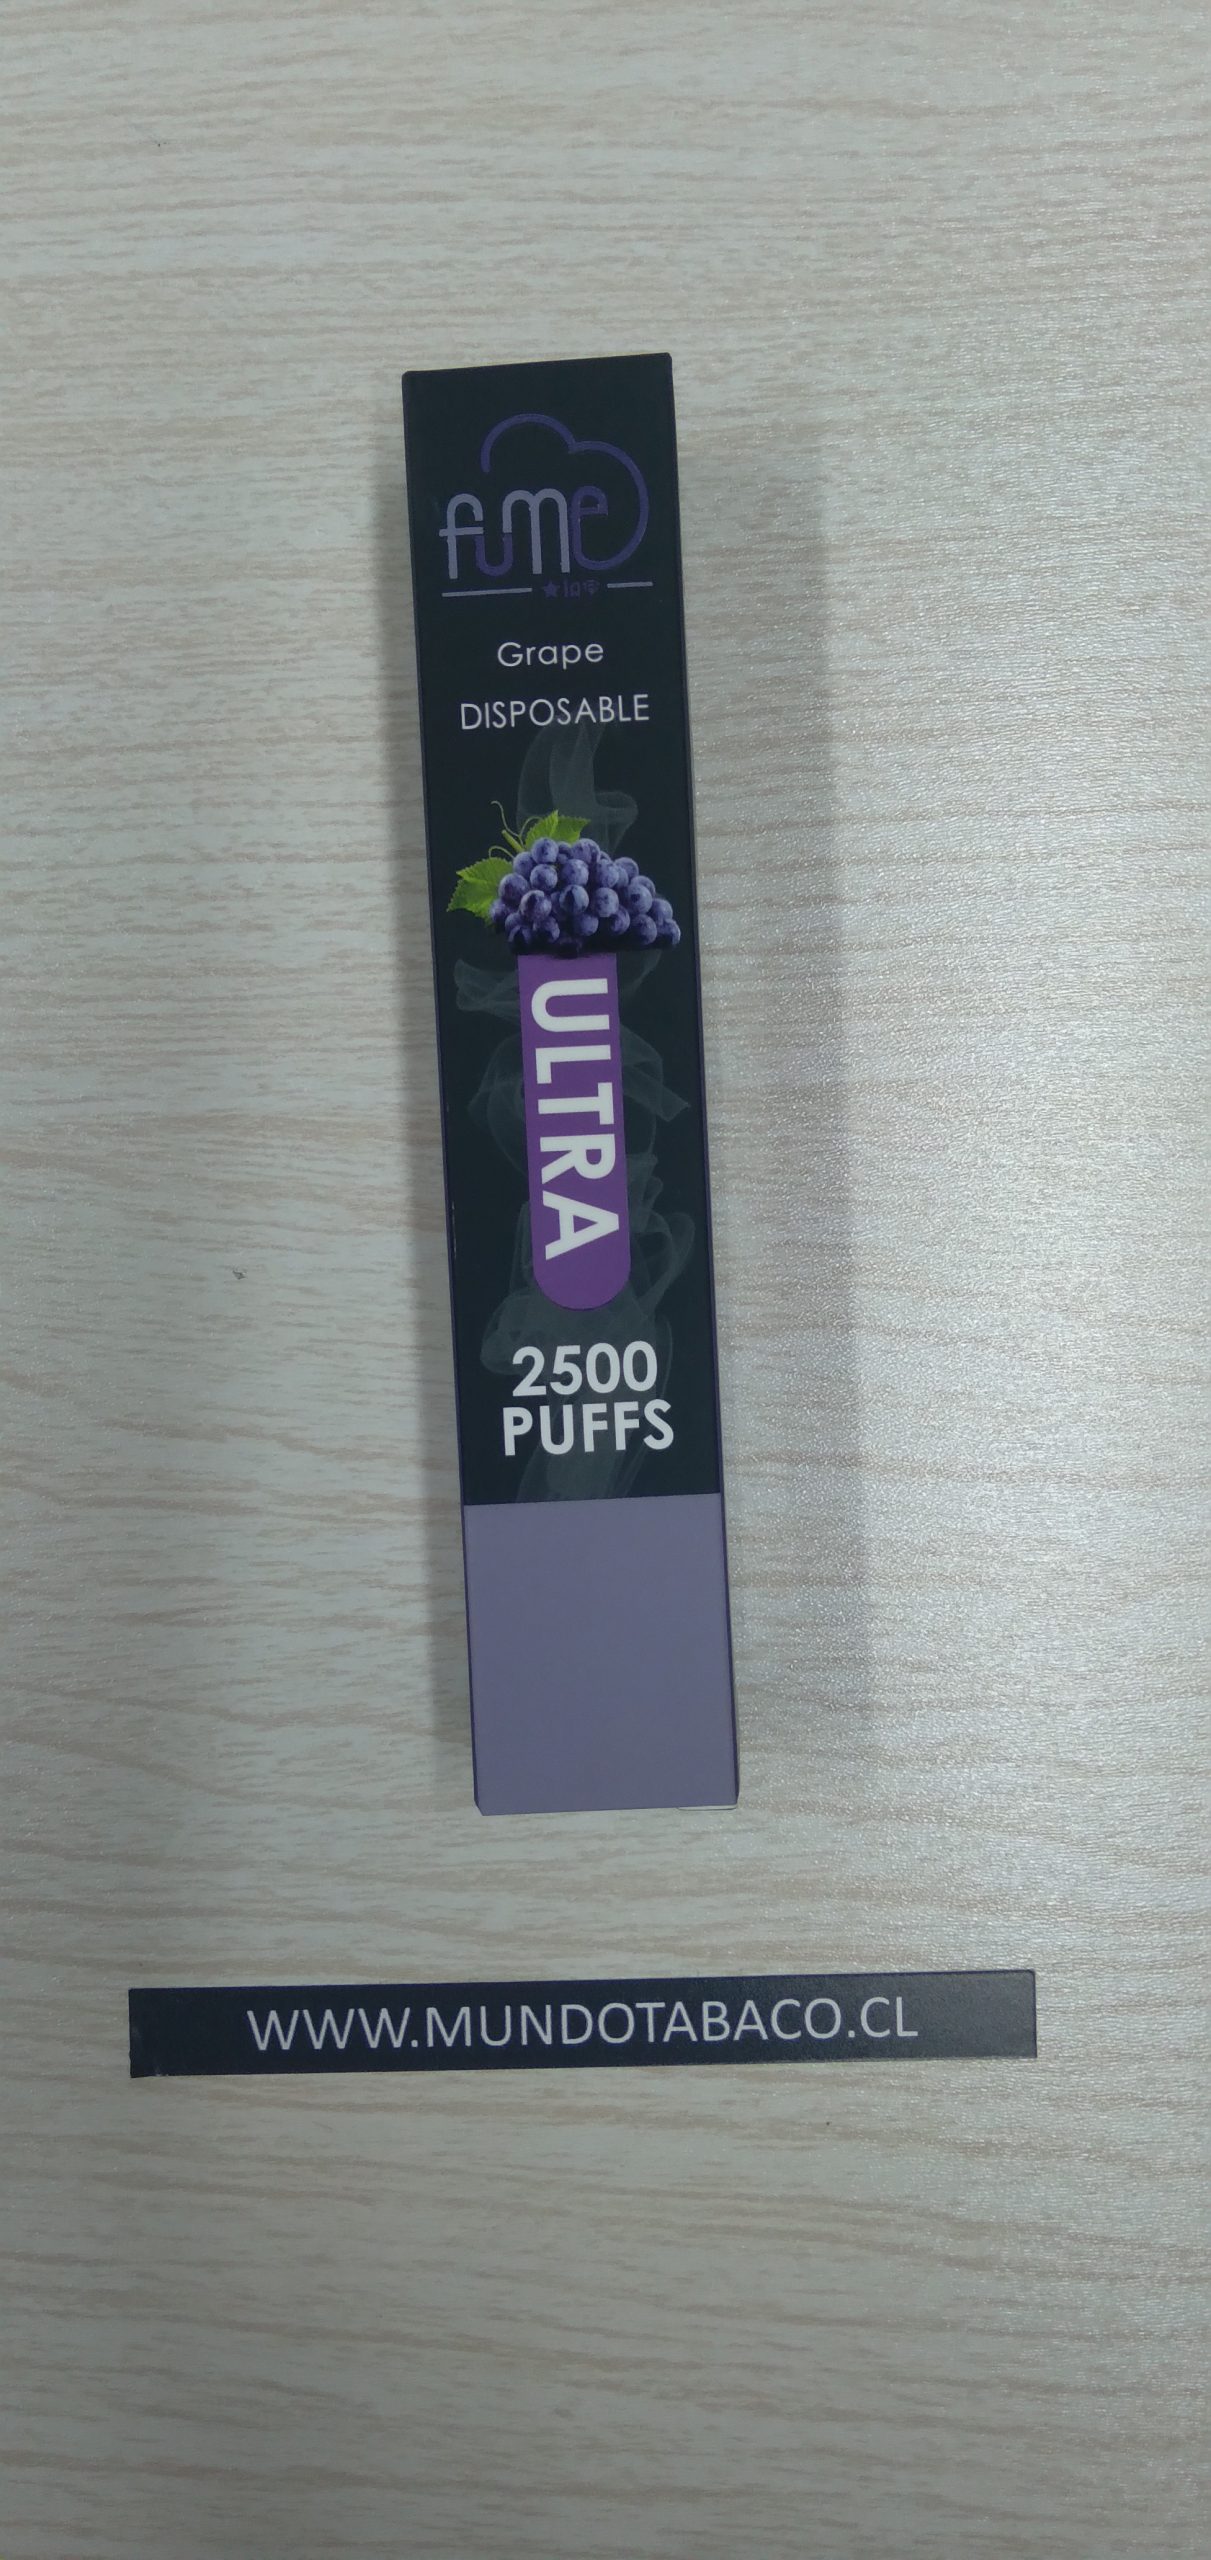 fume
Grape
DISPOSABLE
ULTRA
2500
PUFFS
WWW.MUNDOTABACO.CL